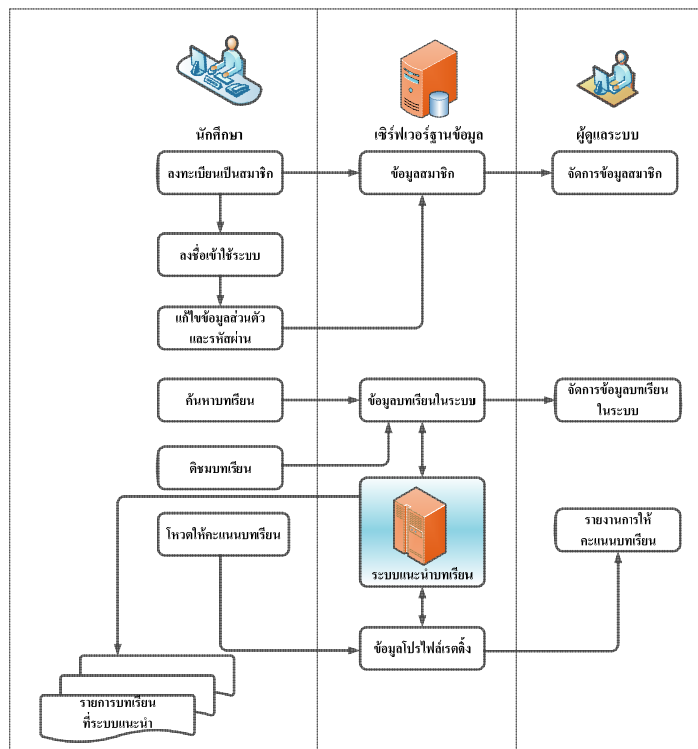 นักศึกษา
เซิร์ฟเวอร์ฐานข้อมูล
ผู้ดูแลระบบ
ลงทะเบียนเป็นสมาชิก
ข้อมูลสมาชิก
จัดการข้อมูลสมาชิก
ลงชื่อเข้าใช้ระบบ
แก้ไขข้อมูลส่วนตัว
และรหัสผ่าน
ค้นหาบทเรียน
ข้อมูลบทเรียนในระบบ
จัดการข้อมูลบทเรียน
ในระบบ
ติชมบทเรียน
โหวตให้คะแนนบทเรียน
ระบบแนะนำบทเรียน
รายงานการให้
คะแนนบทเรียน
ข้อมูลโปรไฟล์เรตติ้ง
รายการบทเรียน
ที่ระบบแนะนำ